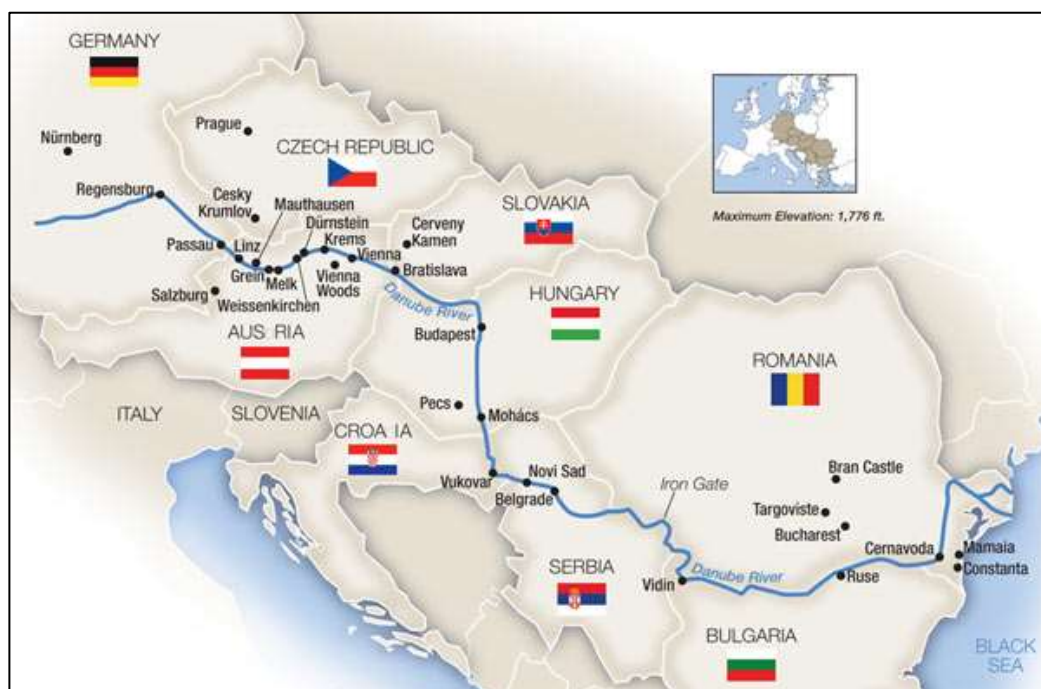 GERMANY
Nürnberg
Prague
CZECH REPUBLIC
Regensburg
Cesky
Krumlov
Mauthausen
Dürnstein
Krems
Cerveny
Kamen
SLOVAKIA
Maximum Elevation: 1,776 ft.
Passau
Linz
Vienna
Grein
Melk
Vienna
Woods
Bratislava
Salzburg
Weissenkirchen
Danube River
HUNGARY
Budapest
AUS RIA
ROMANIA
ITALY
SLOVENIA
Pecs
Mohács
CROA IA
Vukovar
Novi Sad
Belgrade
Iron Gate
Bran Castle
Targoviste
Bucharest
Cernavoda
Mamaia
Constanta
SERBIA
Vidin
Danube River
Ruse
BULGARIA
BLACK
SEA